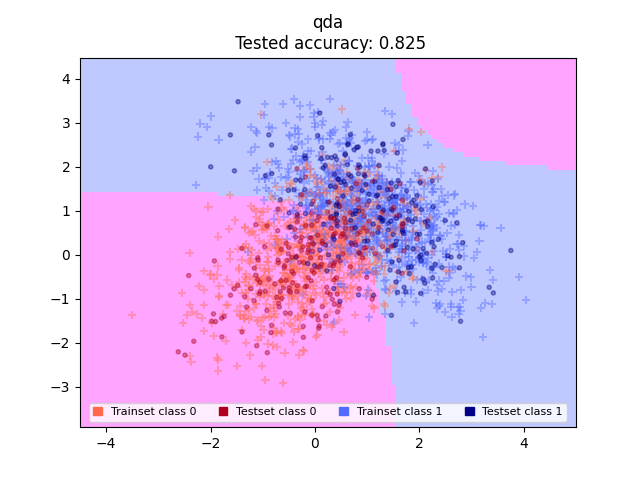 qda
Tested accuracy: 0.825
4
3
2
1
0
−1
−2
−3
−4 −2 0 2 4
Trainset class 0 Testset class 0 Trainset class 1 Testset class 1